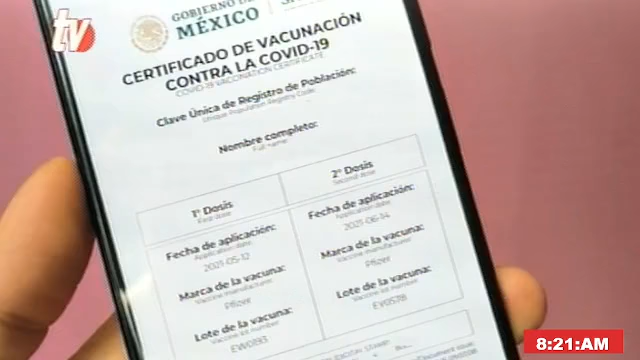 tv
GOBIERNO DE
MÉXICO
CERTIFICADO DE VACUNACIÓN
CONTRA LA COVID-19
COVID-19 VACCINATION CERTIFICATE
Clave Única de Registro de Población:
Unique Population Registry Code
Nombre completo:
Full name
1° Dosis
First dose
2° Dosis
Second dose
Fecha de aplicación:
Application date
2021-05-12
Fecha de aplicación:
Application date
2021-06-14
Marca de la vacuna:
Vaccine manufacturer
Pfizer
Marca de la vacuna:
Vaccine manufacturer
Pfizer
Lote de la vacuna:
Vaccine lot number
EW0193
Lote de la vacuna:
Vaccine lot number
8:21:AM